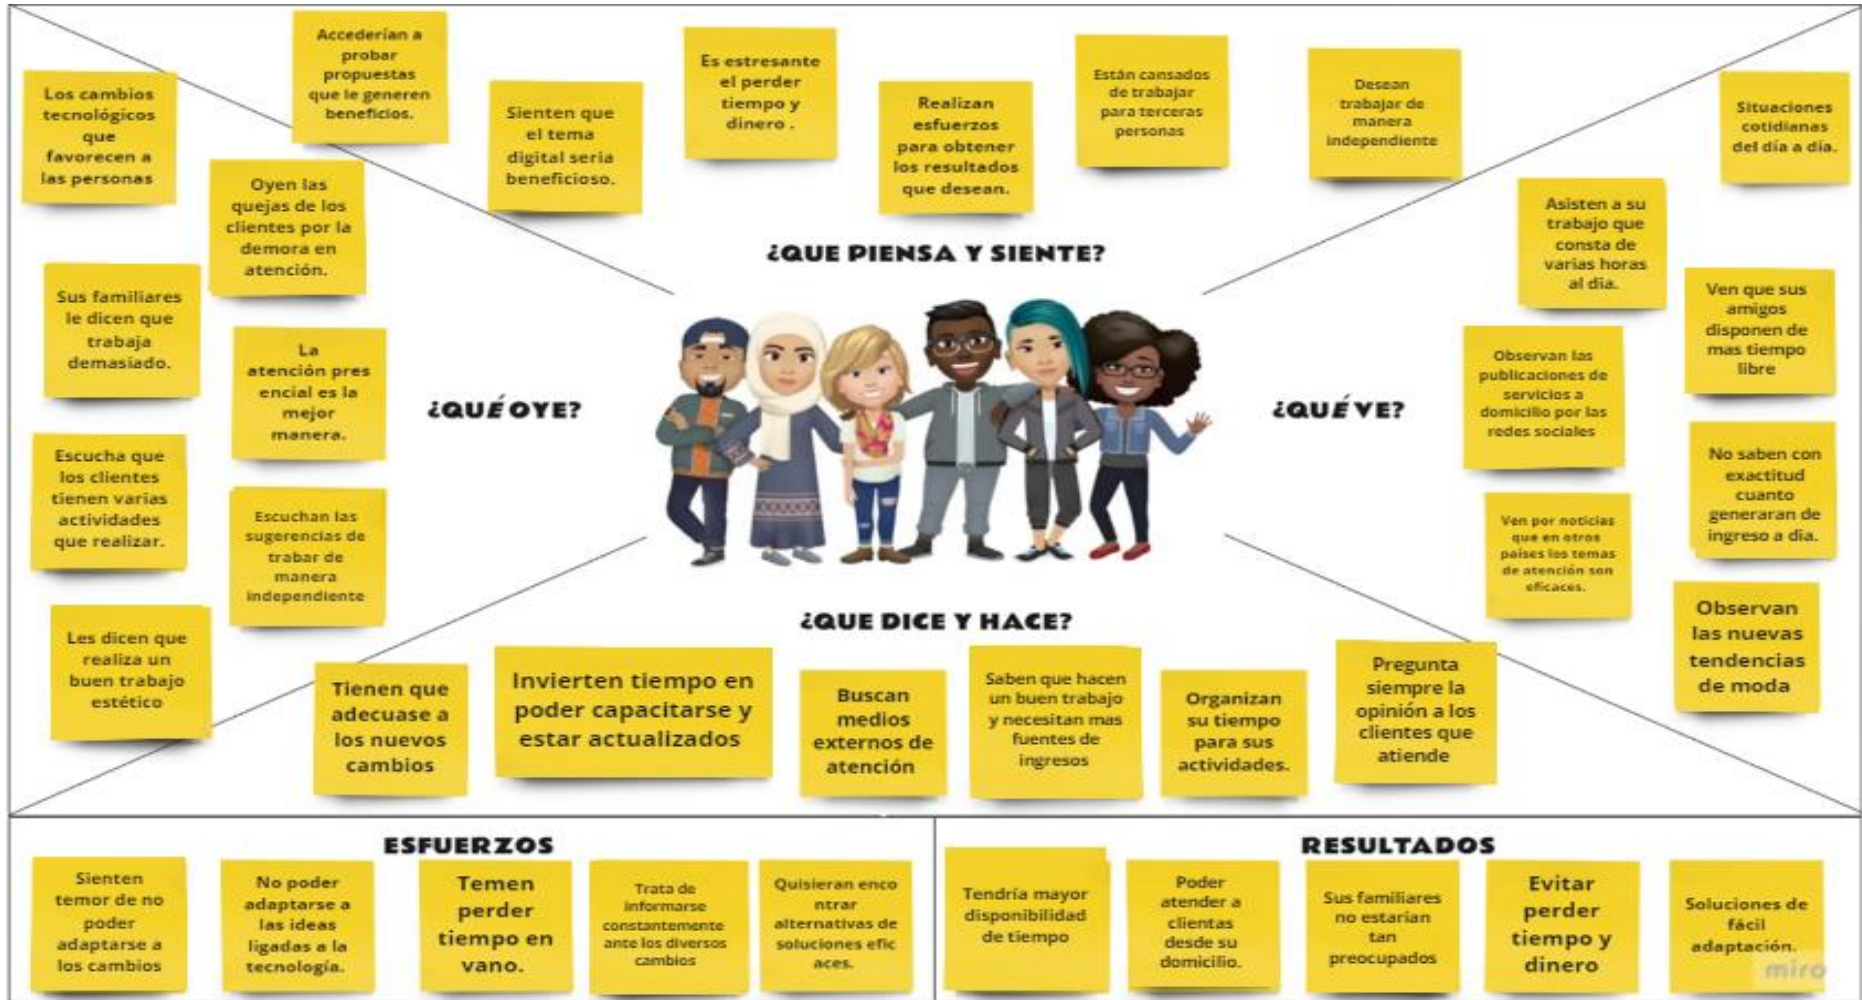 Los cambios
tecnológicos
que
favorecen a
las personas
Accederían a
probar
propuestas
que le generen
beneficios.
Sienten que
el tema
digital seria
beneficioso.
Es estresante
el perder
tiempo y
dinero .
Realizan
esfuerzos
para obtener
los resultados
que desean.
Están cansados
de trabajar
para terceras
personas
Desean
trabajar de
manera
independiente
Situaciones
cotidianas
del día a día.
Oyen las
quejas de los
clientes por la
demora en
atención.
¿QUE PIENSA Y SIENTE?
Asisten a su
trabajo que
consta de
varias horas
al dia.
Sus familiares
le dicen que
trabaja
demasiado.
La
atención pres
encial es la
mejor
manera.
¿QUÉ OYE?
¿QUÉ VE?
Observan las
publicaciones de
servicios a
domicilio por las
redes sociales
Ven que sus
amigos
disponen de
mas tiempo
libre
Escucha que
los clientes
tienen varias
actividades
que realizar.
Escuchan las
sugerencias de
trabar de
manera
independiente
Ven por noticias
que en otros
países los temas
de atención son
eficaces.
No saben con
exactitud
cuanto
generaran de
ingreso a dia.
Les dicen que
realiza un
buen trabajo
estético
¿QUE DICE Y HACE?
Observan
las nuevas
tendencias
de moda
Tienen que
adecuase a
los nuevos
cambios
Invierten tiempo en
poder capacitarse y
estar actualizados
Buscan
medios
externos de
atención
Saben que hacen
un buen trabajo
y necesitan mas
fuentes de
ingresos
Organizan
su tiempo
para sus
actividades.
Pregunta
siempre la
opinión a los
clientes que
atiende
ESFUERZOS
Sienten
temor de no
poder
adaptarse a
los cambios
No poder
adaptarse a
las ideas
ligadas a la
tecnología.
Temen
perder
tiempo en
vano.
Trata de
informarse
constantemente
ante los diversos
cambios
Quisieran enco
ntrar
alternativas de
soluciones efic
aces.
RESULTADOS
Tendría mayor
disponibilidad
de tiempo
Poder
atender a
clientas
desde su
domicilio.
Sus familiares
no estarían
tan
preocupados
Evitar
perder
tiempo y
dinero
Soluciones de
fácil
adaptación.
miro